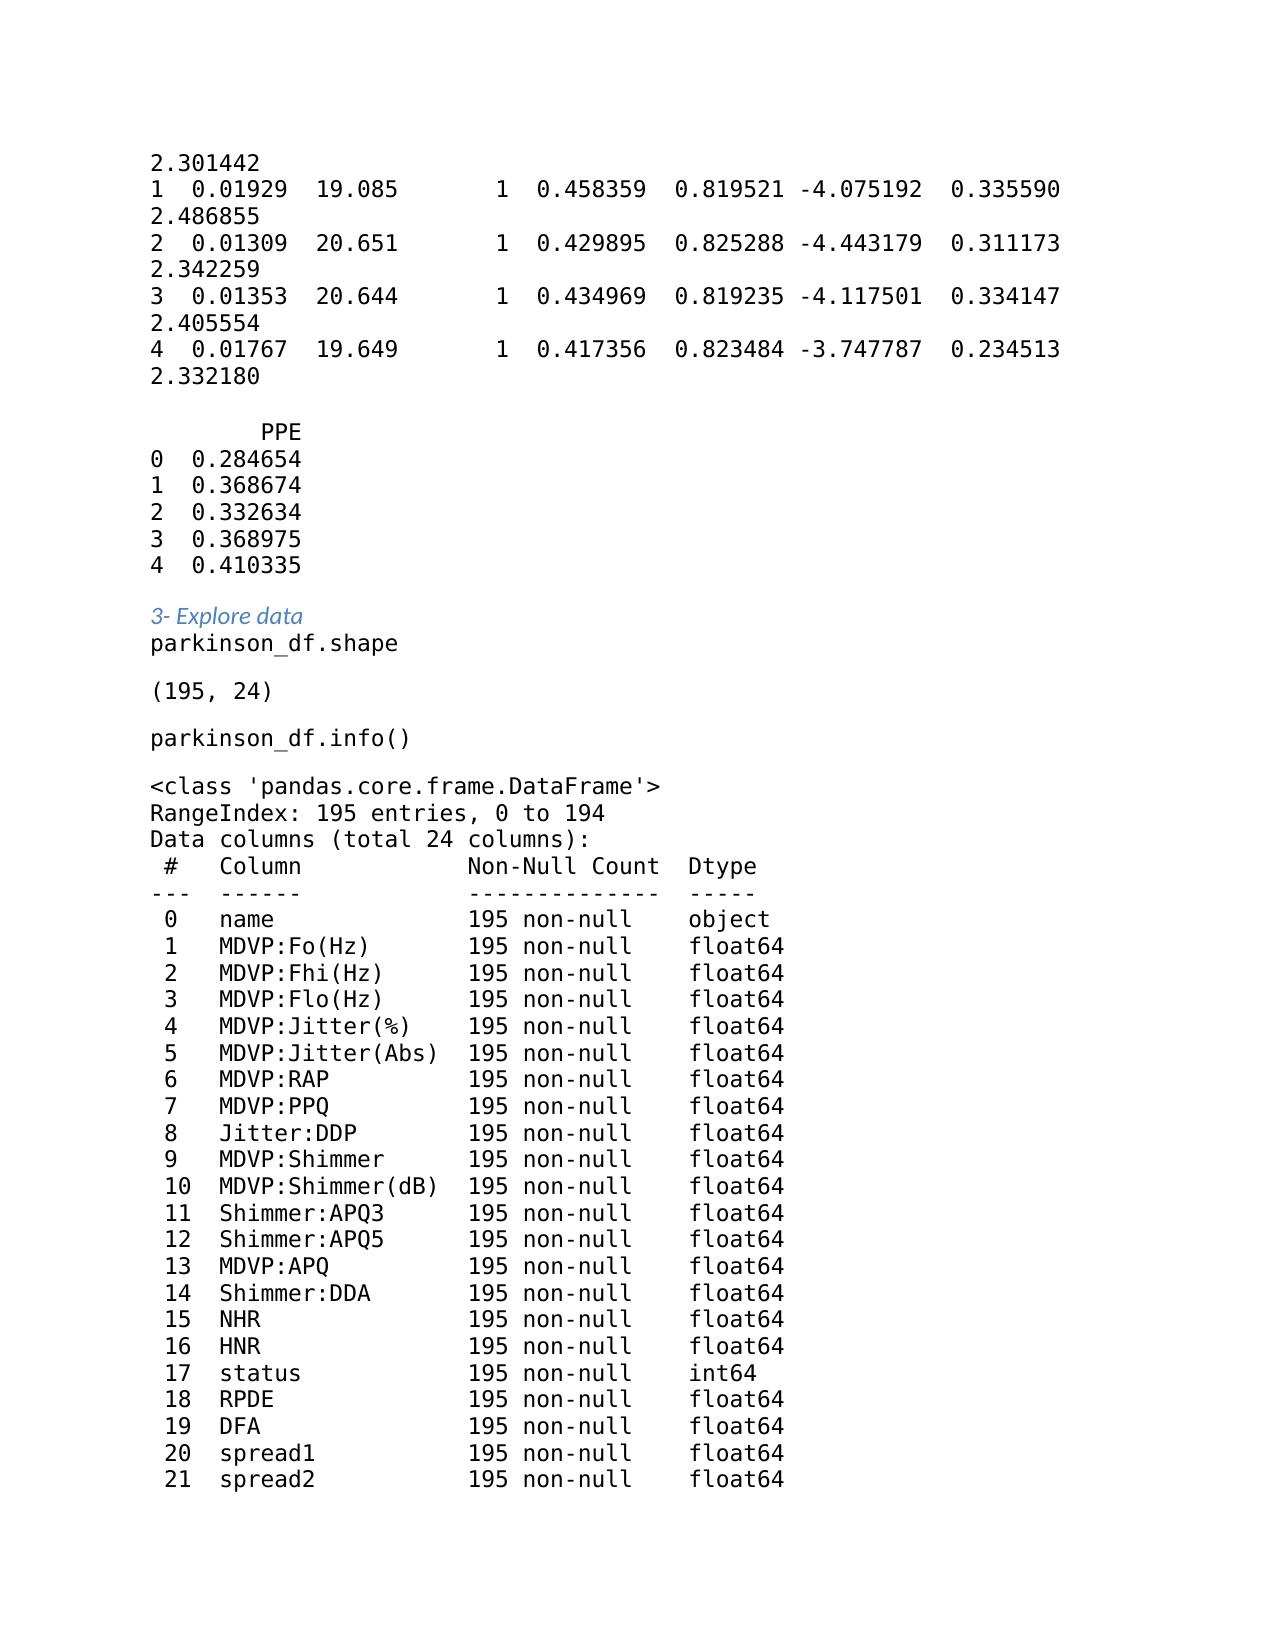 2.301442
1  0.01929  19.085       1  0.458359  0.819521 -4.075192  0.335590
2.486855
2  0.01309  20.651       1  0.429895  0.825288 -4.443179  0.311173
2.342259
3  0.01353  20.644       1  0.434969  0.819235 -4.117501  0.334147
2.405554
4  0.01767  19.649       1  0.417356  0.823484 -3.747787  0.234513
2.332180
        PPE
0  0.284654
1  0.368674
2  0.332634
3  0.368975
4  0.410335
3- Explore data
parkinson_df.shape
(195, 24)
parkinson_df.info()
<class 'pandas.core.frame.DataFrame'>
RangeIndex: 195 entries, 0 to 194
Data columns (total 24 columns):
 #   Column            Non-Null Count  Dtype
---  ------            --------------  -----
 0   name              195 non-null    object
 1   MDVP:Fo(Hz)       195 non-null    float64
 2   MDVP:Fhi(Hz)      195 non-null    float64
 3   MDVP:Flo(Hz)      195 non-null    float64
 4   MDVP:Jitter(%)    195 non-null    float64
 5   MDVP:Jitter(Abs)  195 non-null    float64
 6   MDVP:RAP          195 non-null    float64
 7   MDVP:PPQ          195 non-null    float64
 8   Jitter:DDP        195 non-null    float64
 9   MDVP:Shimmer      195 non-null    float64
 10  MDVP:Shimmer(dB)  195 non-null    float64
 11  Shimmer:APQ3      195 non-null    float64
 12  Shimmer:APQ5      195 non-null    float64
 13  MDVP:APQ          195 non-null    float64
 14  Shimmer:DDA       195 non-null    float64
 15  NHR               195 non-null    float64
 16  HNR               195 non-null    float64
 17  status            195 non-null    int64
 18  RPDE              195 non-null    float64
 19  DFA               195 non-null    float64
 20  spread1           195 non-null    float64
 21  spread2           195 non-null    float64